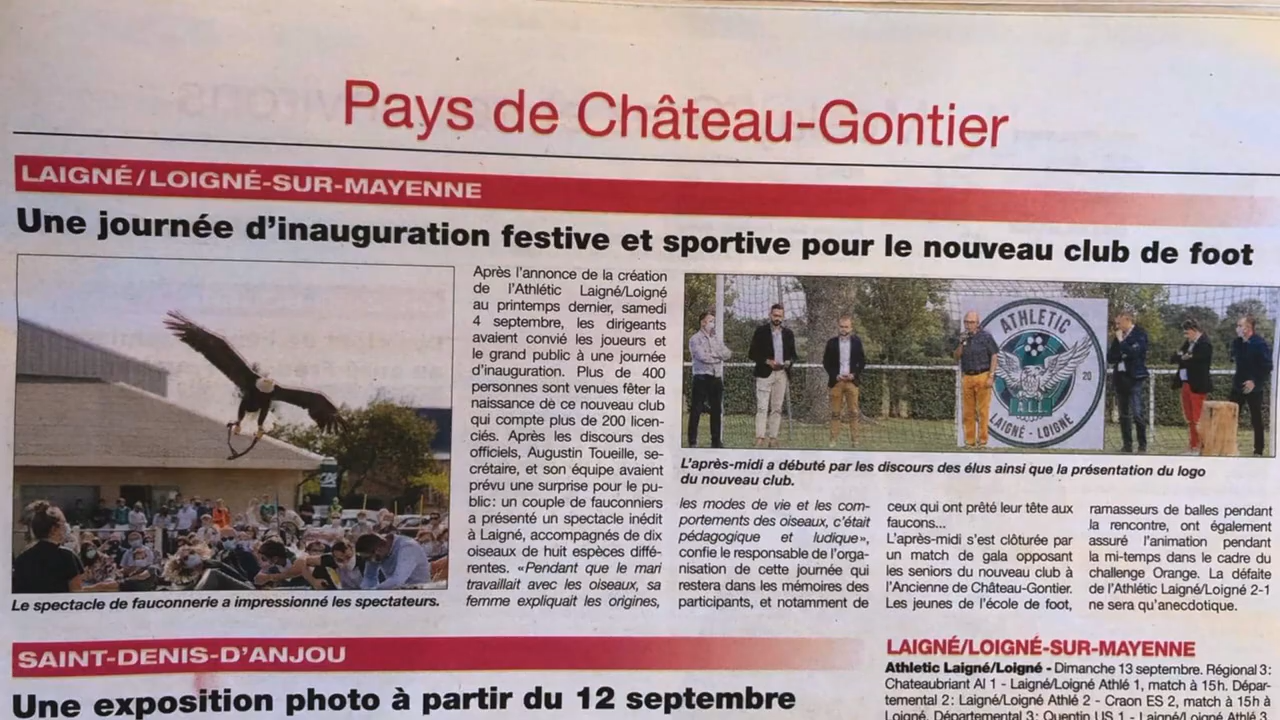 Pays de Château-Gontier
LAIGNÉ/LOIGNÉ-SUR-MAYENNE
Une journée d'inauguration festive et sportive pour le nouveau club de foot
Le spectacle de fauconnerie a impressionné les spectateurs.
Après l'annonce de la création
de l'Athlétic Laigné/Loigné
au printemps dernier, samedi
4 septembre, les dirigeants
avaient convié les joueurs et
le grand public à une journée
d'inauguration. Plus de 400
personnes sont venues fêter la
naissance de ce nouveau club
qui compte plus de 200 licen-
ciés. Après les discours des
officiels, Augustin Toueille, se-
crétaire, et son équipe avaient
prévu une surprise pour le pu-
blic: un couple de fauconniers
a présenté un spectacle inédit
à Laigné, accompagnés de dix
oiseaux de huit espèces diffé-
rentes. «Pendant que le mari
travaillait avec les oiseaux, sa
femme expliquait les origines,
ATHLETIC
20
A.L.L
LAIGNÉ - LOIGNÉ
L'après-midi a débuté par les discours des élus ainsi que la présentation du logo
du nouveau club.
les modes de vie et les com-
portements des oiseaux, c'était
pédagogique et ludique»,
confie le responsable de l'orga-
nisation de cette journée qui
restera dans les mémoires des
participants, et notamment de
ceux qui ont prêté leur tête aux
faucons...
L'après-midi s'est clôturée par
un match de gala opposant
les seniors du nouveau club à
l'Ancienne de Château-Gontier.
Les jeunes de l'école de foot,
ramasseurs de balles pendant
la rencontre, ont également
assuré l'animation pendant
la mi-temps dans le cadre du
challenge Orange. La défaite
de l'Athlétic Laigné/Loigné 2-1
ne sera qu'anecdotique.
SAINT-DENIS-D'ANJOU
Une exposition photo à partir du 12 septembre
LAIGNÉ/LOIGNÉ-SUR-MAYENNE
Athletic Laigné/Loigné - Dimanche 13 septembre. Régional 3:
Chateaubriant Al 1 - Laigné/Loigné Athlé 1, match à 15h. Dépar-
temental 2: Laigné/Loigné Athlé 2 - Craon ES 2, match à 15h à
Loigné. Départemental 3: Quentin US 1 - Laigné/Loigné Athlé 3,